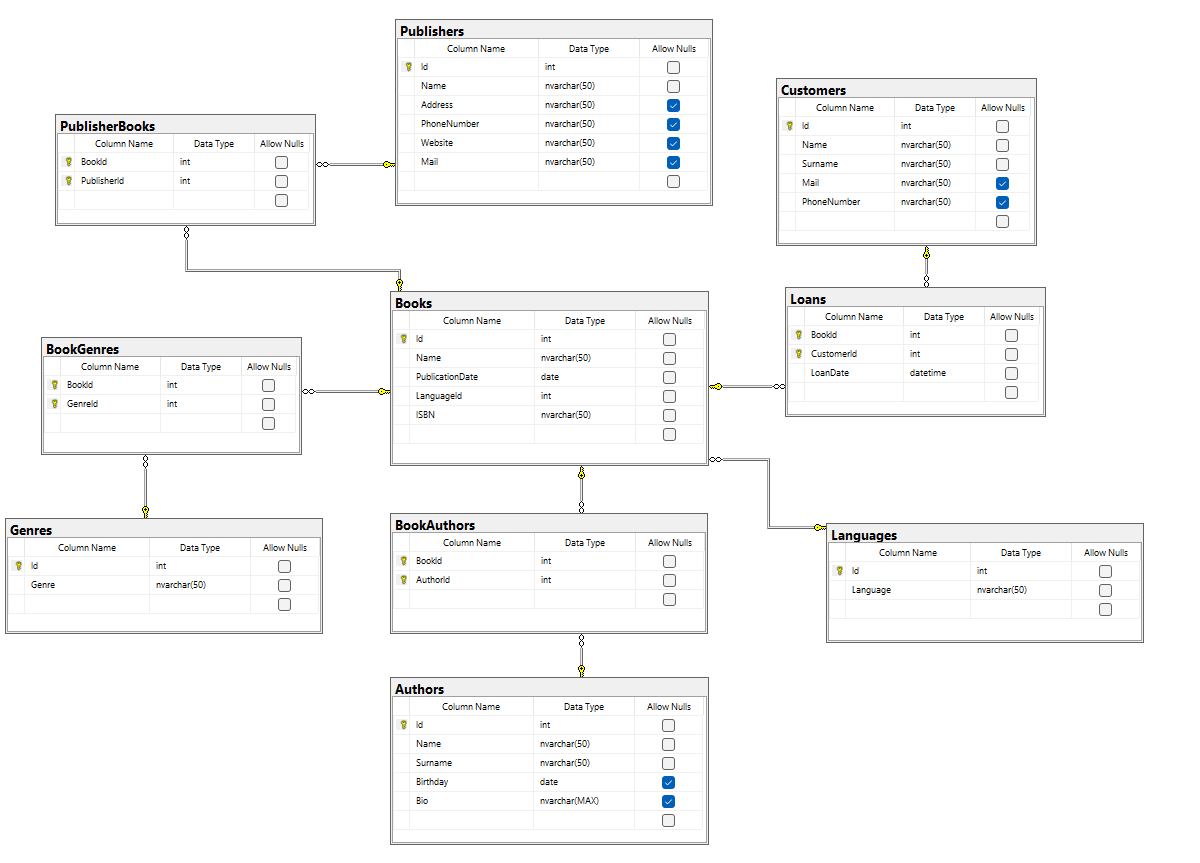 Publishers
Column Name Data Type Allow Nulls
Id int
Name nvarchar(50)
Address nvarchar(50)
PhoneNumber nvarchar(50)
Website nvarchar(50)
Mail nvarchar(50)
Customers
Column Name Data Type Allow Nulls
Id int
Name nvarchar(50)
Surname nvarchar(50)
Mail nvarchar(50)
PhoneNumber nvarchar(50)
PublisherBooks
Column Name Data Type Allow Nulls
BookId int
PublisherId int
Books
Column Name Data Type Allow Nulls
Id int
Name nvarchar(50)
PublicationDate date
LanguageId int
ISBN nvarchar(50)
Loans
Column Name Data Type Allow Nulls
BookId int
CustomerId int
LoanDate datetime
BookGenres
Column Name Data Type Allow Nulls
BookId int
GenreId int
Genres
Column Name Data Type Allow Nulls
Id int
Genre nvarchar(50)
BookAuthors
Column Name Data Type Allow Nulls
BookId int
AuthorId int
Languages
Column Name Data Type Allow Nulls
Id int
Language nvarchar(50)
Authors
Column Name Data Type Allow Nulls
Id int
Name nvarchar(50)
Surname nvarchar(50)
Birthday date
Bio nvarchar(MAX)